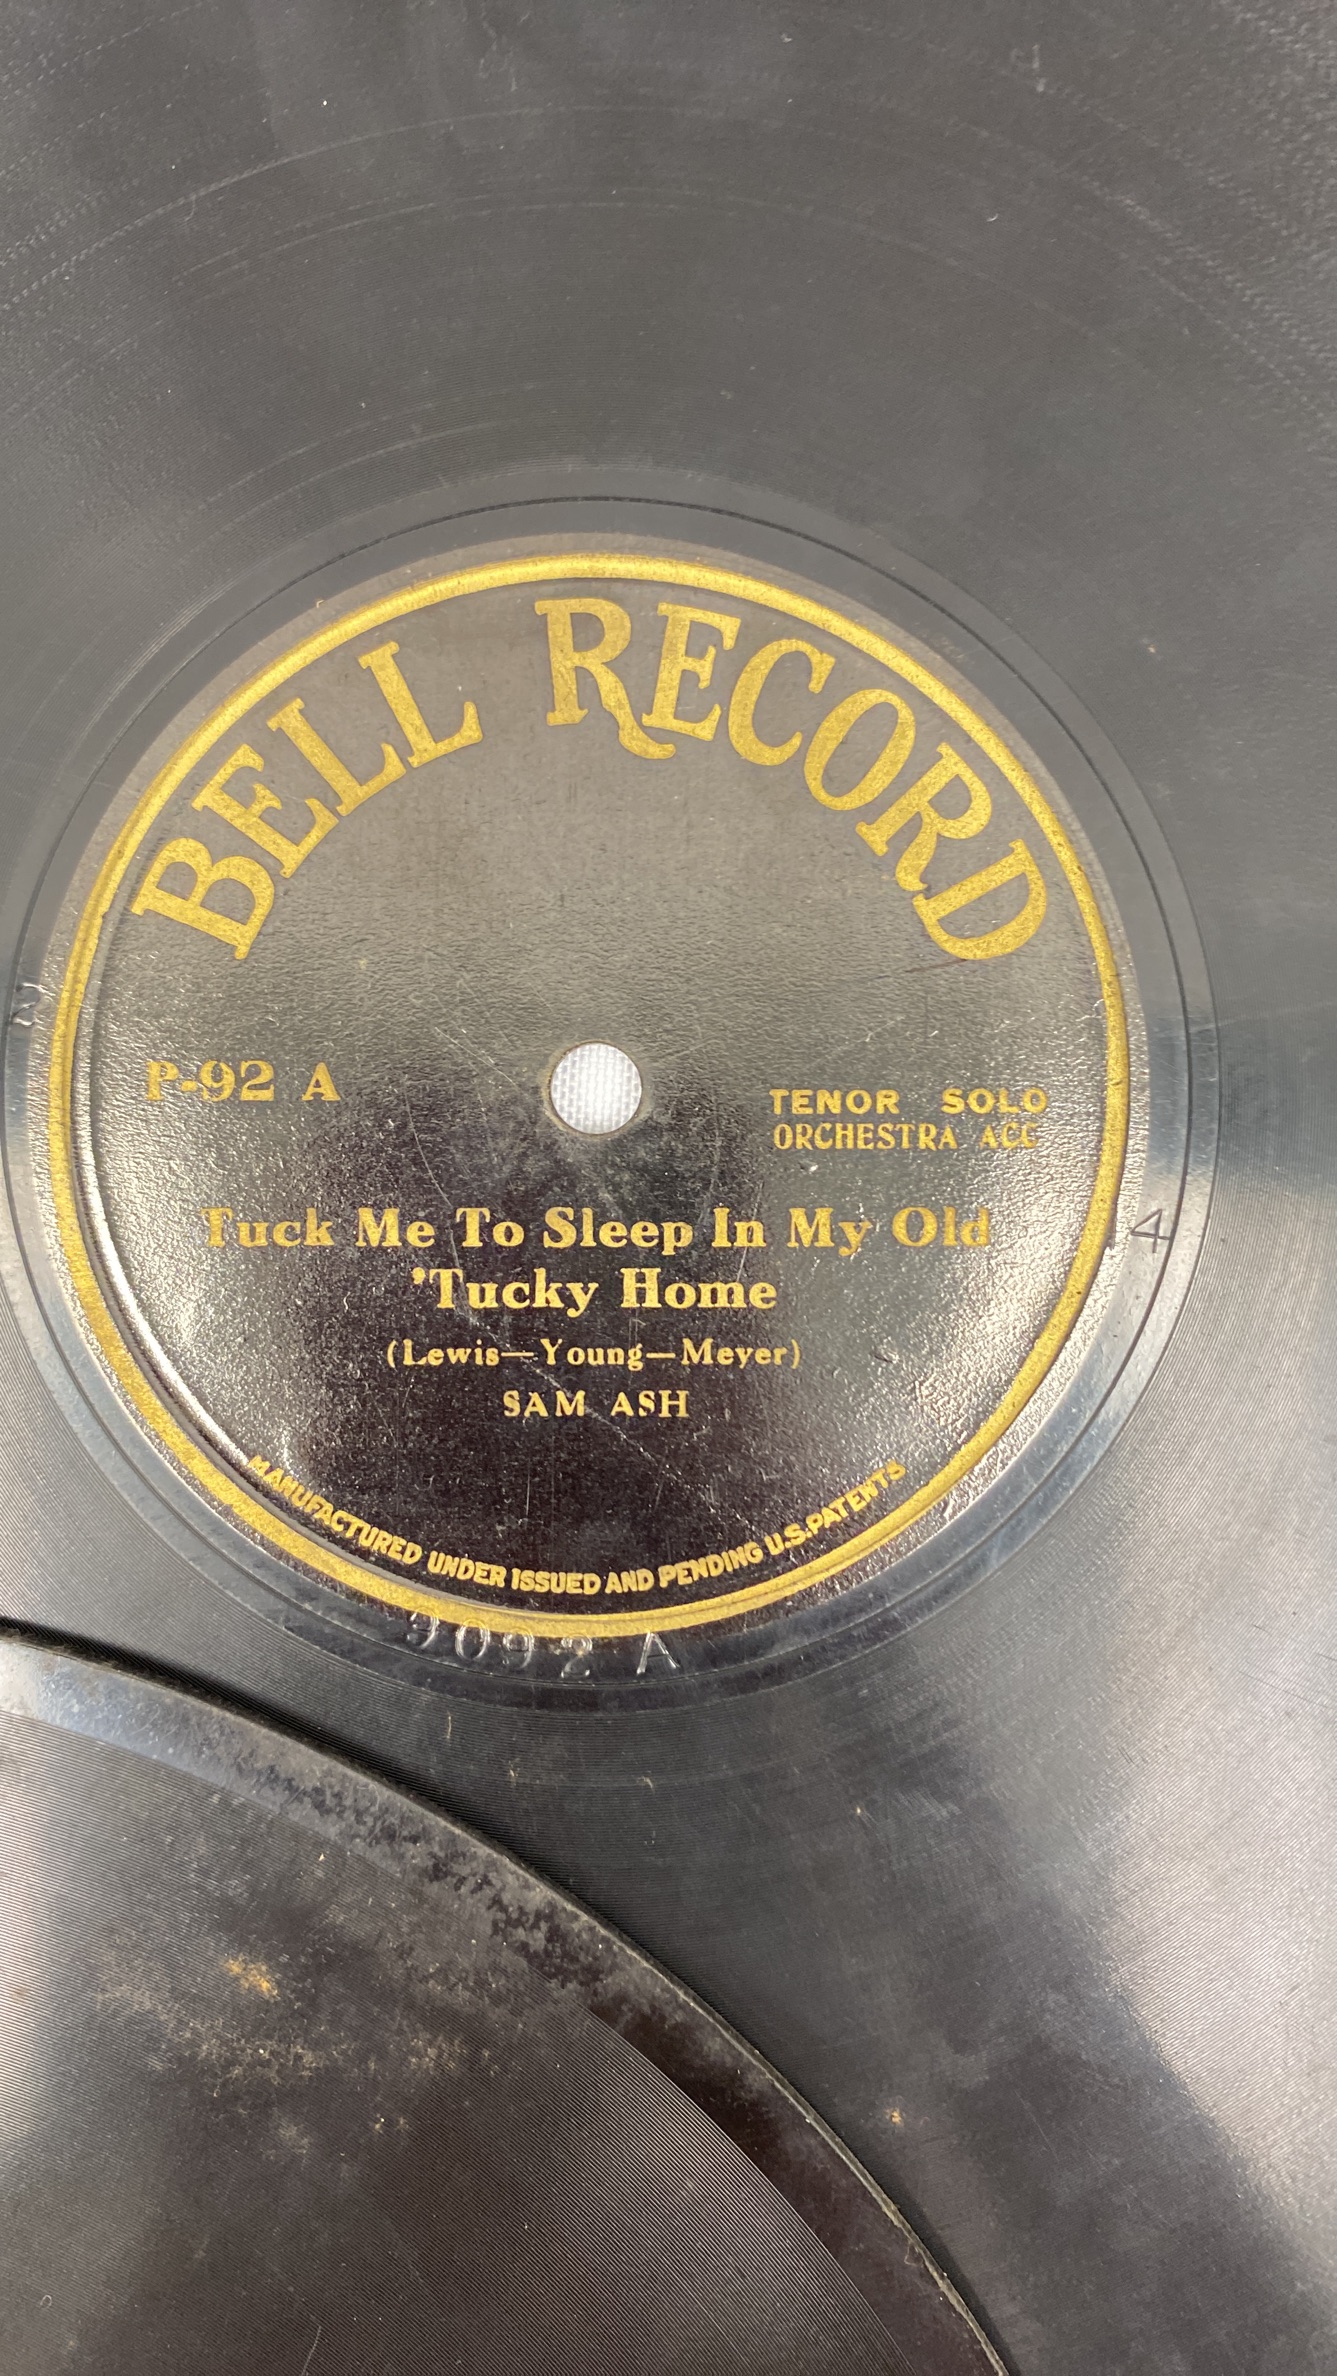 BELL RECORD
P-92 A
TENOR SOLO
ORCHESTRA ACC
Tuck Me To Sleep In My Old
'Tucky Home
(Lewis—Young—Meyer)
SAM ASH
MANUFACTURED UNDER ISSUED AND PENDING U.S. PATENTS
9092 A
4